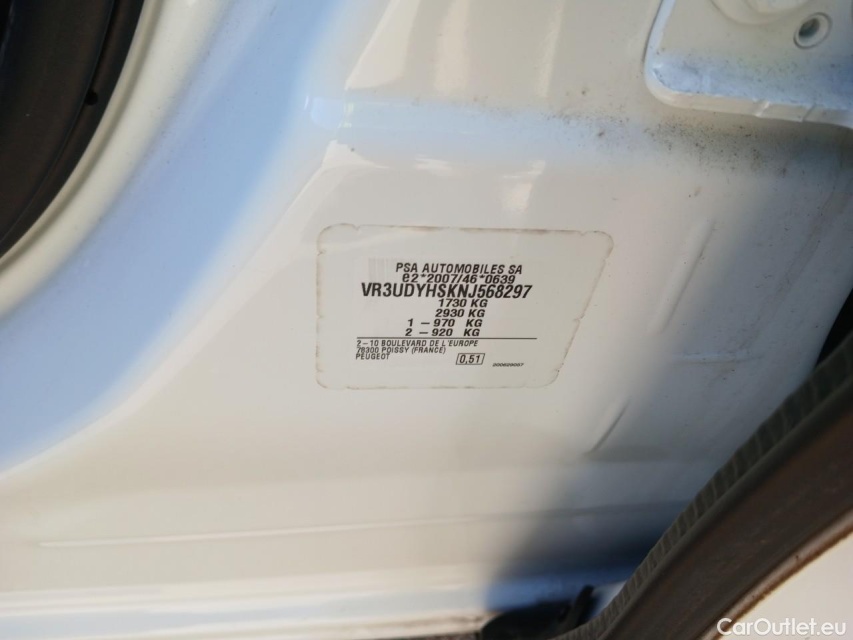 PSA AUTOMOBILES SA
e2*2007/46*0639
VR3UDYHSKNJ568297
1730 KG
2930 KG
1 – 970 KG
2 – 920 KG
2 – 10 BOULEVARD DE L'EUROPE
78300 POISSY (FRANCE)
PEUGEOT
0,51
200629097
CarOutlet.eu